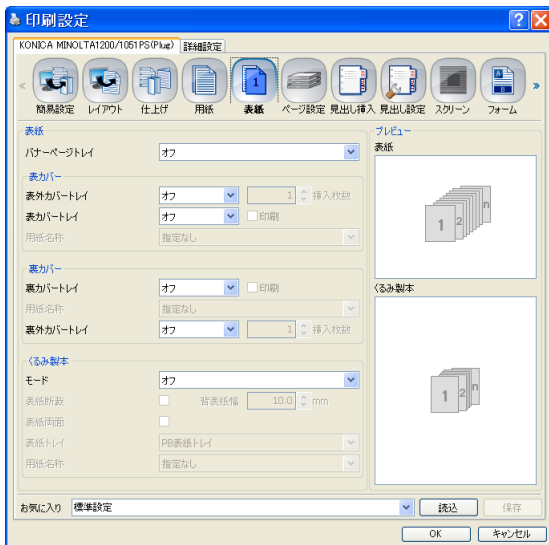 印刷設定
KONICA MINOLTA1200/1051PS(Plug) 詳細設定
« 簡易設定 レイアウト 仕上げ 用紙 表紙 ページ設定 見出し挿入 見出し設定 スクリーン フォーム »
表紙
バナーページトレイ オフ
表カバー
表外カバートレイ オフ 1 挿入枚数
表カバートレイ オフ 印刷
用紙名称 指定なし
裏カバー
裏カバートレイ オフ 印刷
用紙名称 指定なし
裏外カバートレイ オフ 1 挿入枚数
くるみ製本
モード オフ
表紙断裁 背表紙幅 10.0 mm
表紙両面
表紙トレイ PB表紙トレイ
用紙名称 指定なし
プレビュー
表紙
1 2 n
くるみ製本
1 2 n
お気に入り 標準設定 読込 保存
OK キャンセル